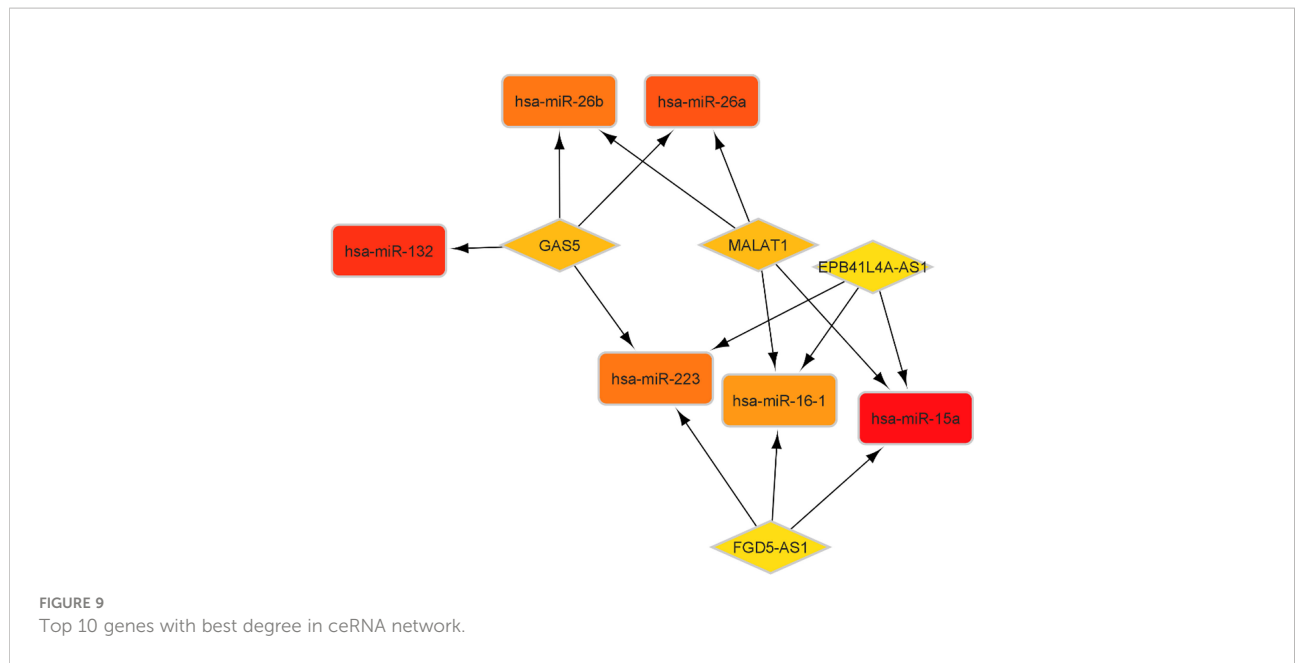 hsa-miR-26b
hsa-miR-26a
hsa-miR-132
GAS5
MALAT1
EPB41L4A-AS1
hsa-miR-223
hsa-miR-16-1
hsa-miR-15a
FGD5-AS1
FIGURE 9
Top 10 genes with best degree in ceRNA network.